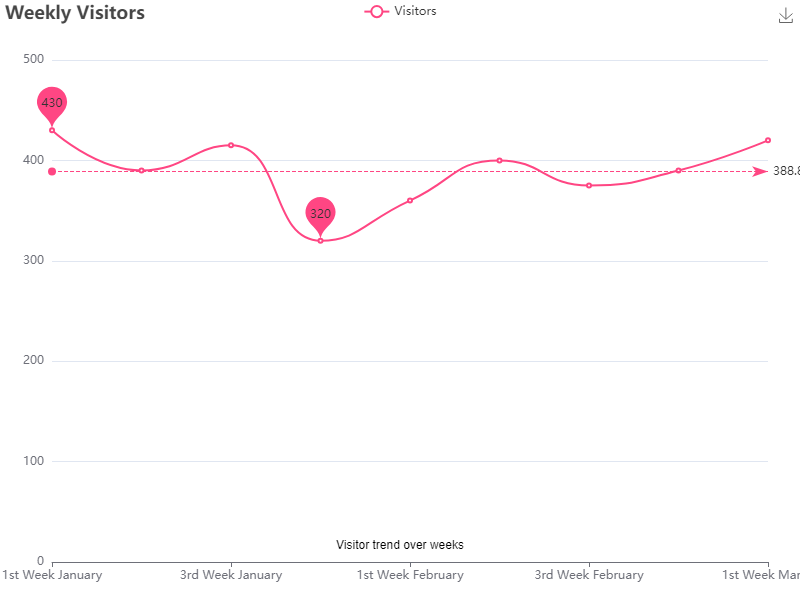 Weekly Visitors
Visitors
500
430
400
388.8
320
300
200
100
Visitor trend over weeks
0
1st Week January
3rd Week January
1st Week February
3rd Week February
1st Week Mar